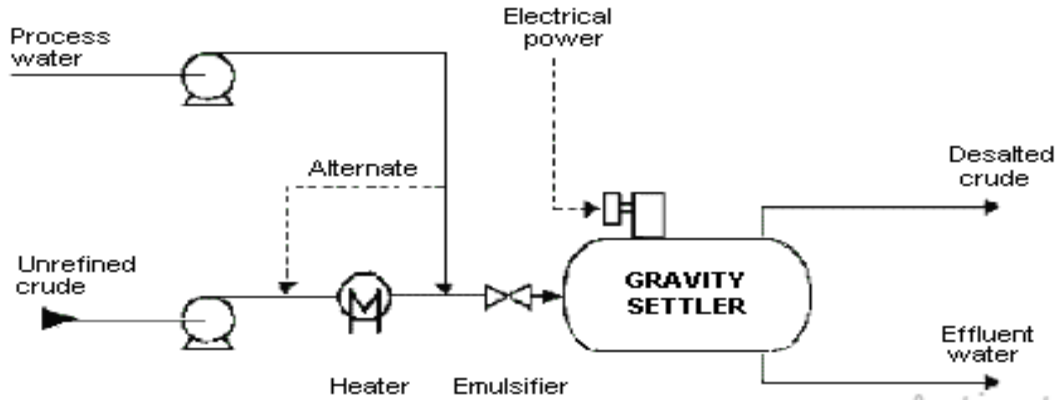 Electrical
power
Process
water
Alternate
Desalted
crude
Unrefined
crude
GRAVITY
SETTLER
Effluent
water
Heater
Emulsifier